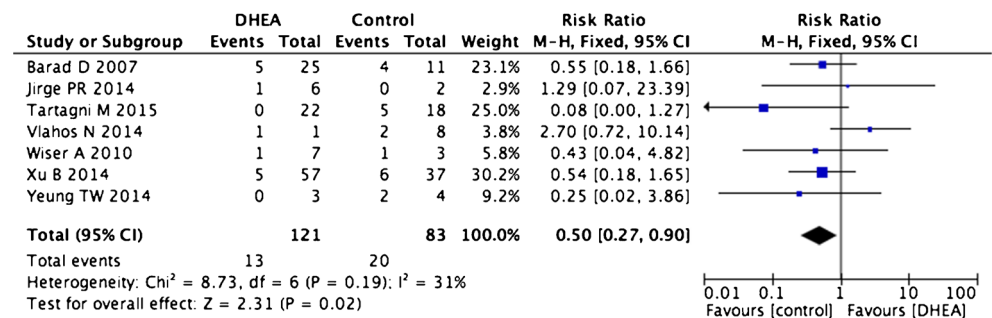 DHEA Control Risk Ratio Risk Ratio
Study or Subgroup Events Total Events Total Weight M-H, Fixed, 95% CI M-H, Fixed, 95% CI
Barad D 2007 5 25 4 11 23.1% 0.55 [0.18, 1.66]
Jirge PR 2014 1 6 0 2 2.9% 1.29 [0.07, 23.39]
Tartagni M 2015 0 22 5 18 25.0% 0.08 [0.00, 1.27]
Vlahos N 2014 1 1 2 8 3.8% 2.70 [0.72, 10.14]
Wiser A 2010 1 7 1 3 5.8% 0.43 [0.04, 4.82]
Xu B 2014 5 57 6 37 30.2% 0.54 [0.18, 1.65]
Yeung TW 2014 0 3 2 4 9.2% 0.25 [0.02, 3.86]
Total (95% CI) 121 83 100.0% 0.50 [0.27, 0.90]
Total events 13 20
Heterogeneity: Chi² = 8.73, df = 6 (P = 0.19); I² = 31%
Test for overall effect: Z = 2.31 (P = 0.02)
0.01 0.1 1 10 100
Favours [control] Favours [DHEA]